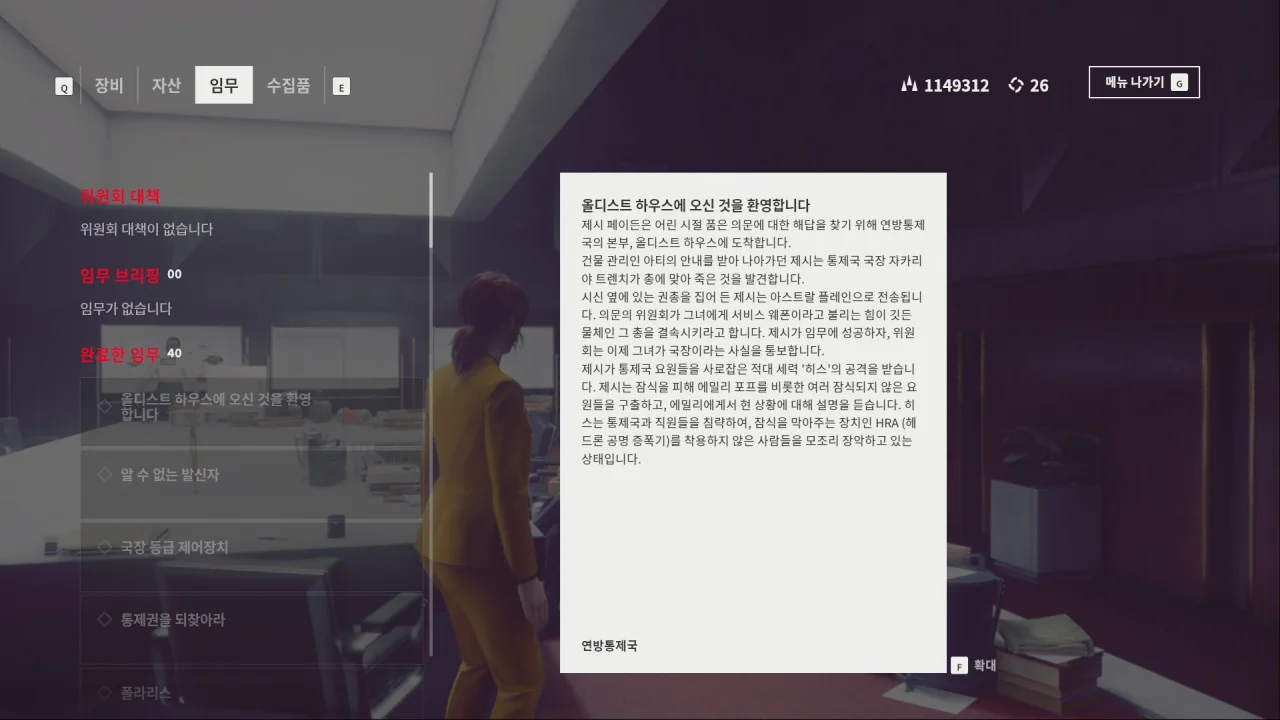 Q
장비
자산
임무
수집품
E
1149312
26
메뉴 나가기 G
위원회 대책
위원회 대책이 없습니다
임무 브리핑 00
임무가 없습니다
완료한 임무 40
올디스트 하우스에 오신 것을 환영
합니다
알 수 없는 발신자
국장 등급 제어장치
통제권을 되찾아라
플라리스
올디스트 하우스에 오신 것을 환영합니다
제시 페이든은 어린 시절 품은 의문에 대한 해답을 찾기 위해 연방통제
국의 본부, 올디스트 하우스에 도착합니다.
건물 관리인 아티의 안내를 받아 나아가던 제시는 통제국 국장 자카리
야 트렌치가 총에 맞아 죽은 것을 발견합니다.
시신 옆에 있는 권총을 집어 든 제시는 아스트랄 플레인으로 전송됩니
다. 의문의 위원회가 그녀에게 서비스 웨폰이라고 불리는 힘이 깃든
물체인 그 총을 결속시키라고 합니다. 제시가 임무에 성공하자, 위원
회는 이제 그녀가 국장이라는 사실을 통보합니다.
제시가 통제국 요원들을 사로잡은 적대 세력 '히스'의 공격을 받습니
다. 제시는 잠식을 피해 에밀리 포프를 비롯한 여러 잠식되지 않은 요
원들을 구출하고, 에밀리에게서 현 상황에 대해 설명을 듣습니다. 히
스는 통제국과 직원들을 침략하여, 잠식을 막아주는 장치인 HRA (헤
드론 공명 증폭기)를 착용하지 않은 사람들을 모조리 장악하고 있는
상태입니다.
연방통제국
F 확대